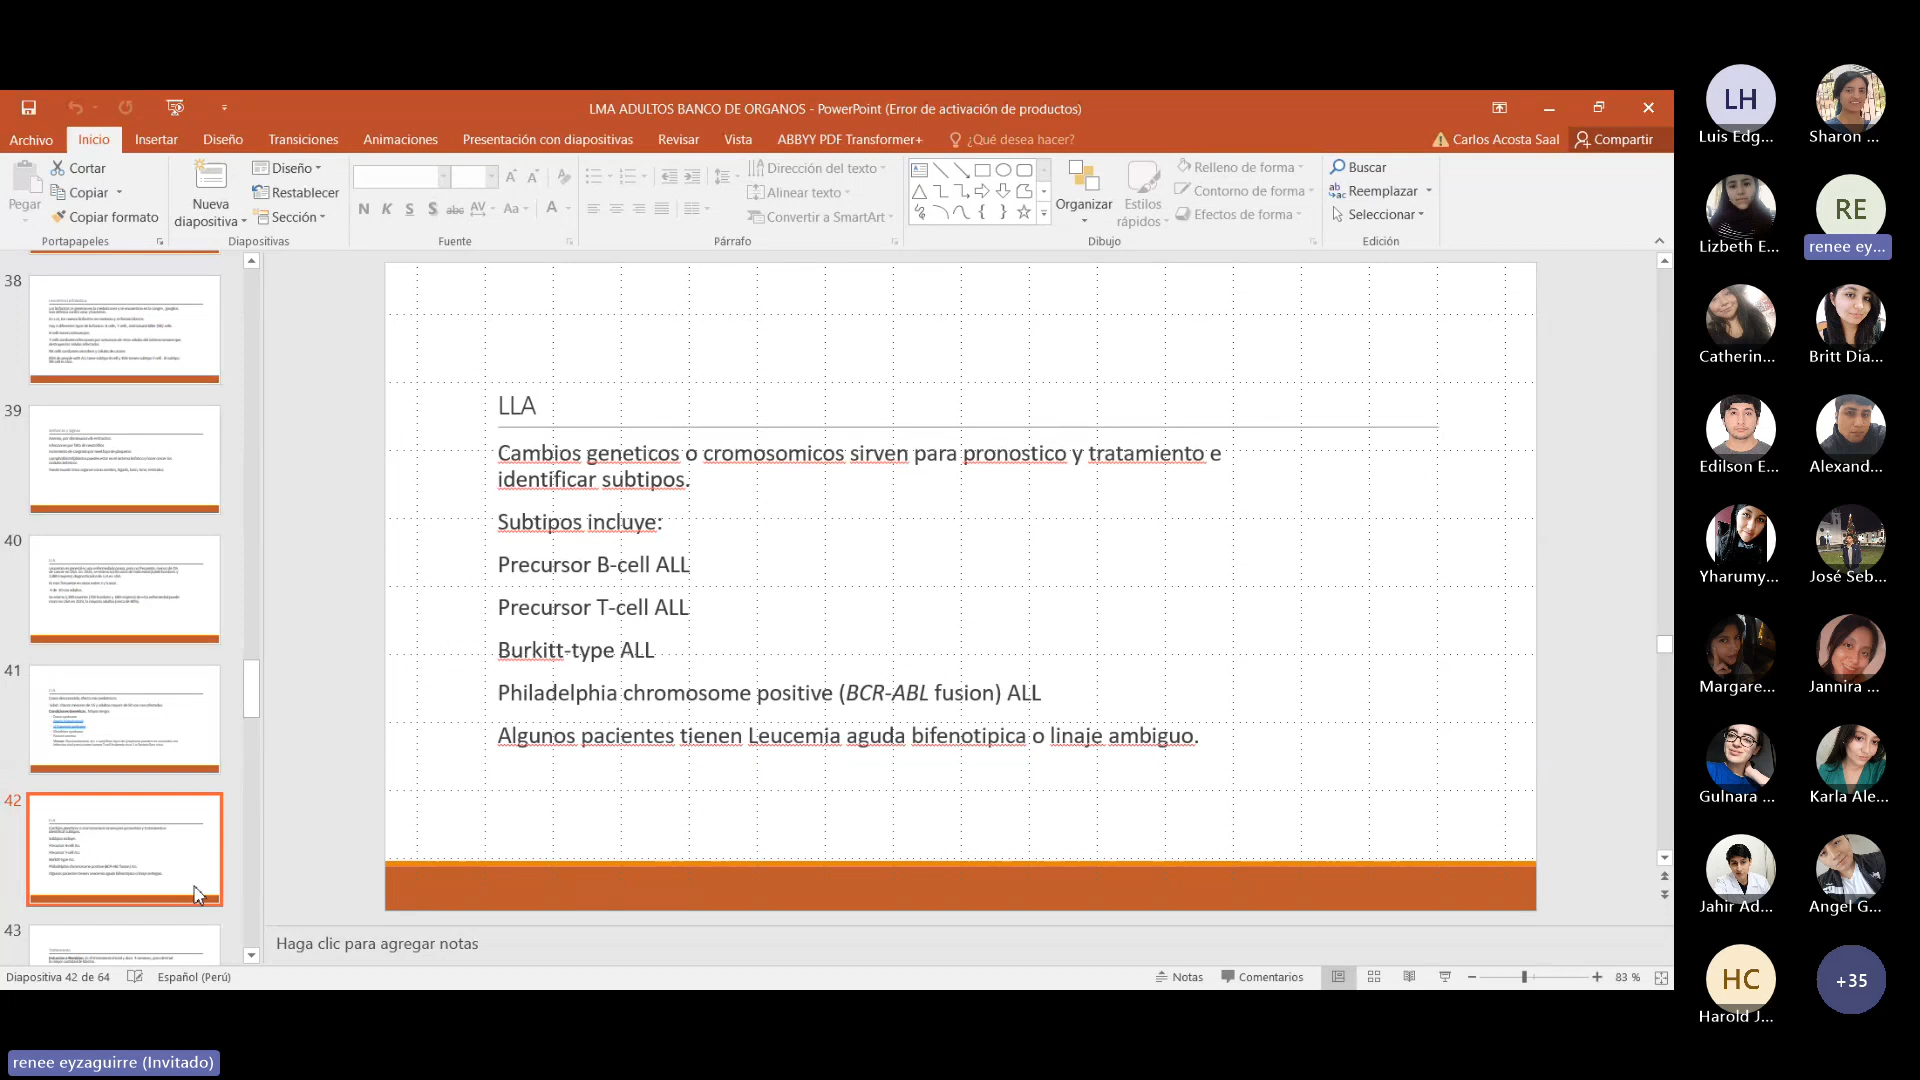 LMA ADULTOS BANCO DE ORGANOS - PowerPoint (Error de activación de productos)
Archivo Inicio Insertar Diseño Transiciones Animaciones Presentación con diapositivas Revisar Vista ABBYY PDF Transformer+ ¿Qué desea hacer? Carlos Acosta Saal Compartir
Pegar
Cortar
Copiar
Copiar formato
Portapapeles
Nueva
diapositiva
Diseño
Restablecer
Sección
Diapositivas
N K S S abc AV Aa A
Fuente
Dirección del texto
Alinear texto
Convertir a SmartArt
Párrafo
Organizar
Estilos
rápidos
Relleno de forma
Contorno de forma
Efectos de forma
Dibujo
Buscar
Reemplazar
Seleccionar
Edición
38
39
40
41
42
43
LLA
Cambios geneticos o cromosomicos sirven para pronostico y tratamiento e
identificar subtipos.
Subtipos incluye:
Precursor B-cell ALL
Precursor T-cell ALL
Burkitt-type ALL
Philadelphia chromosome positive (BCR-ABL fusion) ALL
Algunos pacientes tienen Leucemia aguda bifenotipica o linaje ambiguo.
Haga clic para agregar notas
Diapositiva 42 de 64 Español (Perú) Notas Comentarios 83 %
LH
Luis Edg... Sharon ...
RE
Lizbeth E... renee ey...
Catherin... Britt Dia...
Edilson E... Alexand...
Yharumy... José Seb...
Margare... Jannira ...
Gulnara ... Karla Ale...
Jahir Ad... Angel G...
HC +35
Harold J...
renee eyzaguirre (Invitado)